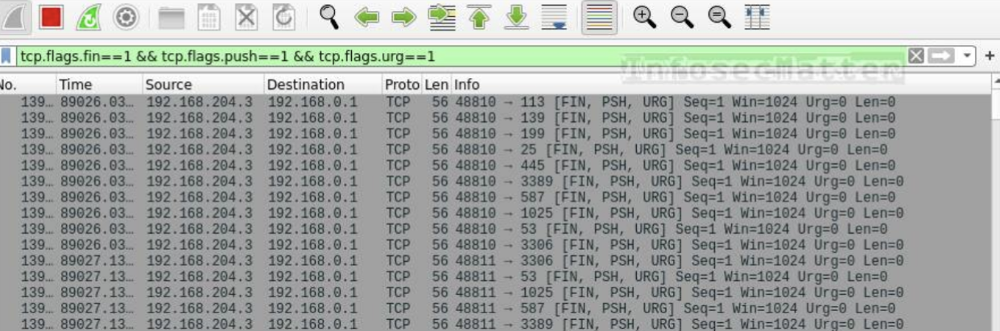 tcp.flags.fin==1 && tcp.flags.push==1 && tcp.flags.urg==1
InfosecMatter
No. Time Source Destination Proto Len Info
139… 89026.03… 192.168.204.3 192.168.0.1 TCP 56 48810 → 113 [FIN, PSH, URG] Seq=1 Win=1024 Urg=0 Len=0
139… 89026.03… 192.168.204.3 192.168.0.1 TCP 56 48810 → 139 [FIN, PSH, URG] Seq=1 Win=1024 Urg=0 Len=0
139… 89026.03… 192.168.204.3 192.168.0.1 TCP 56 48810 → 199 [FIN, PSH, URG] Seq=1 Win=1024 Urg=0 Len=0
139… 89026.03… 192.168.204.3 192.168.0.1 TCP 56 48810 → 25 [FIN, PSH, URG] Seq=1 Win=1024 Urg=0 Len=0
139… 89026.03… 192.168.204.3 192.168.0.1 TCP 56 48810 → 445 [FIN, PSH, URG] Seq=1 Win=1024 Urg=0 Len=0
139… 89026.03… 192.168.204.3 192.168.0.1 TCP 56 48810 → 3389 [FIN, PSH, URG] Seq=1 Win=1024 Urg=0 Len=0
139… 89026.03… 192.168.204.3 192.168.0.1 TCP 56 48810 → 587 [FIN, PSH, URG] Seq=1 Win=1024 Urg=0 Len=0
139… 89026.03… 192.168.204.3 192.168.0.1 TCP 56 48810 → 1025 [FIN, PSH, URG] Seq=1 Win=1024 Urg=0 Len=0
139… 89026.03… 192.168.204.3 192.168.0.1 TCP 56 48810 → 53 [FIN, PSH, URG] Seq=1 Win=1024 Urg=0 Len=0
139… 89026.03… 192.168.204.3 192.168.0.1 TCP 56 48810 → 3306 [FIN, PSH, URG] Seq=1 Win=1024 Urg=0 Len=0
139… 89027.13… 192.168.204.3 192.168.0.1 TCP 56 48811 → 3306 [FIN, PSH, URG] Seq=1 Win=1024 Urg=0 Len=0
139… 89027.13… 192.168.204.3 192.168.0.1 TCP 56 48811 → 53 [FIN, PSH, URG] Seq=1 Win=1024 Urg=0 Len=0
139… 89027.13… 192.168.204.3 192.168.0.1 TCP 56 48811 → 1025 [FIN, PSH, URG] Seq=1 Win=1024 Urg=0 Len=0
139… 89027.13… 192.168.204.3 192.168.0.1 TCP 56 48811 → 587 [FIN, PSH, URG] Seq=1 Win=1024 Urg=0 Len=0
139… 89027.13… 192.168.204.3 192.168.0.1 TCP 56 48811 → 3389 [FIN, PSH, URG] Seq=1 Win=1024 Urg=0 Len=0